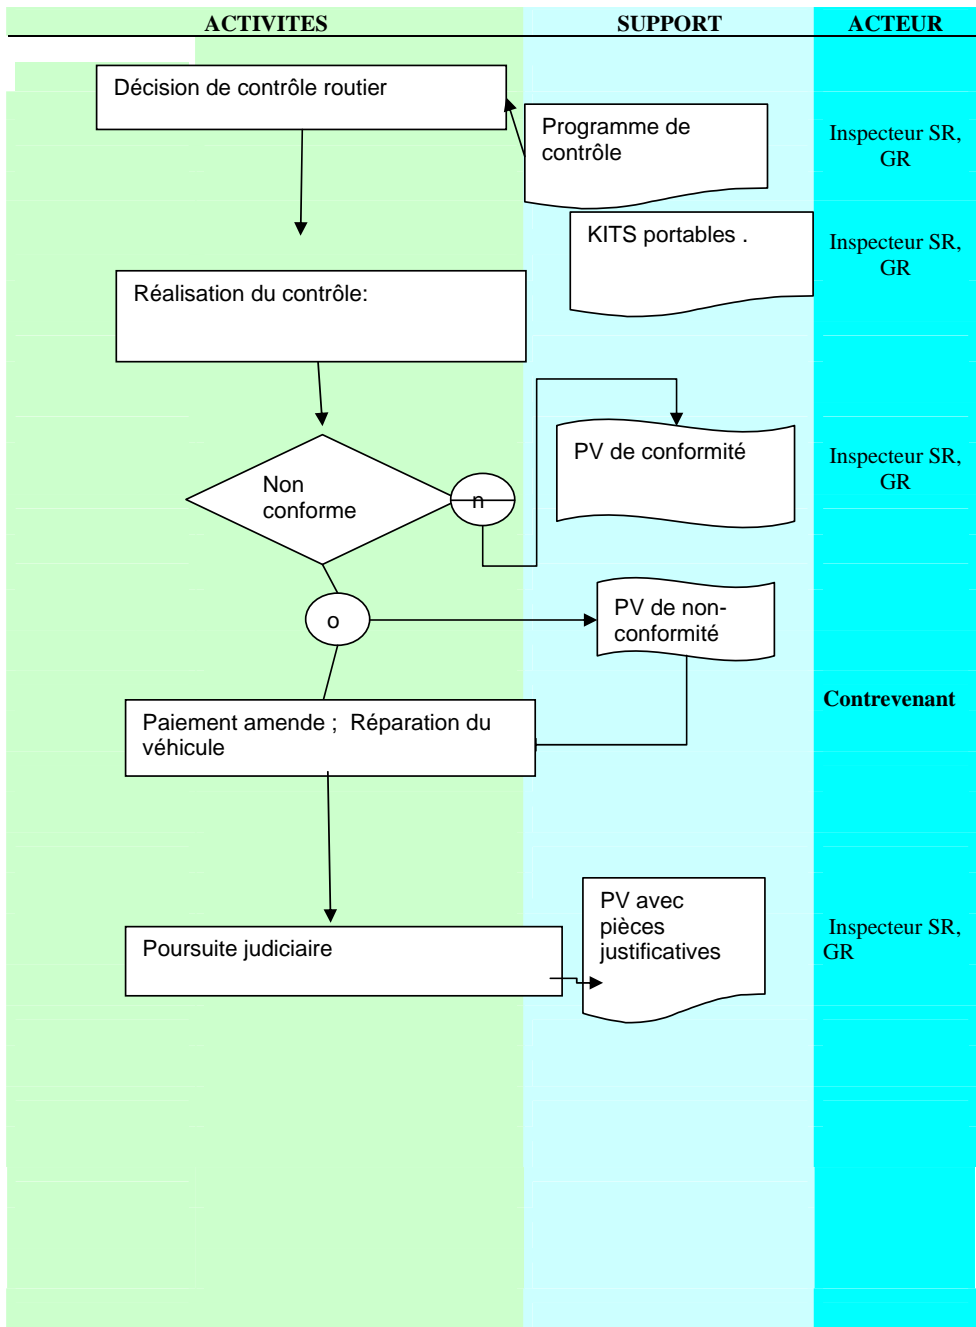 ACTIVITES
SUPPORT
ACTEUR
Décision de contrôle routier
Programme de
contrôle
Inspecteur SR,
GR
KITS portables .
Inspecteur SR,
GR
Réalisation du contrôle:
PV de conformité
Inspecteur SR,
GR
Non
conforme
n
o
PV de non-
conformité
Contrevenant
Paiement amende ; Réparation du
véhicule
PV avec
pièces
justificatives
Inspecteur SR,
GR
Poursuite judiciaire